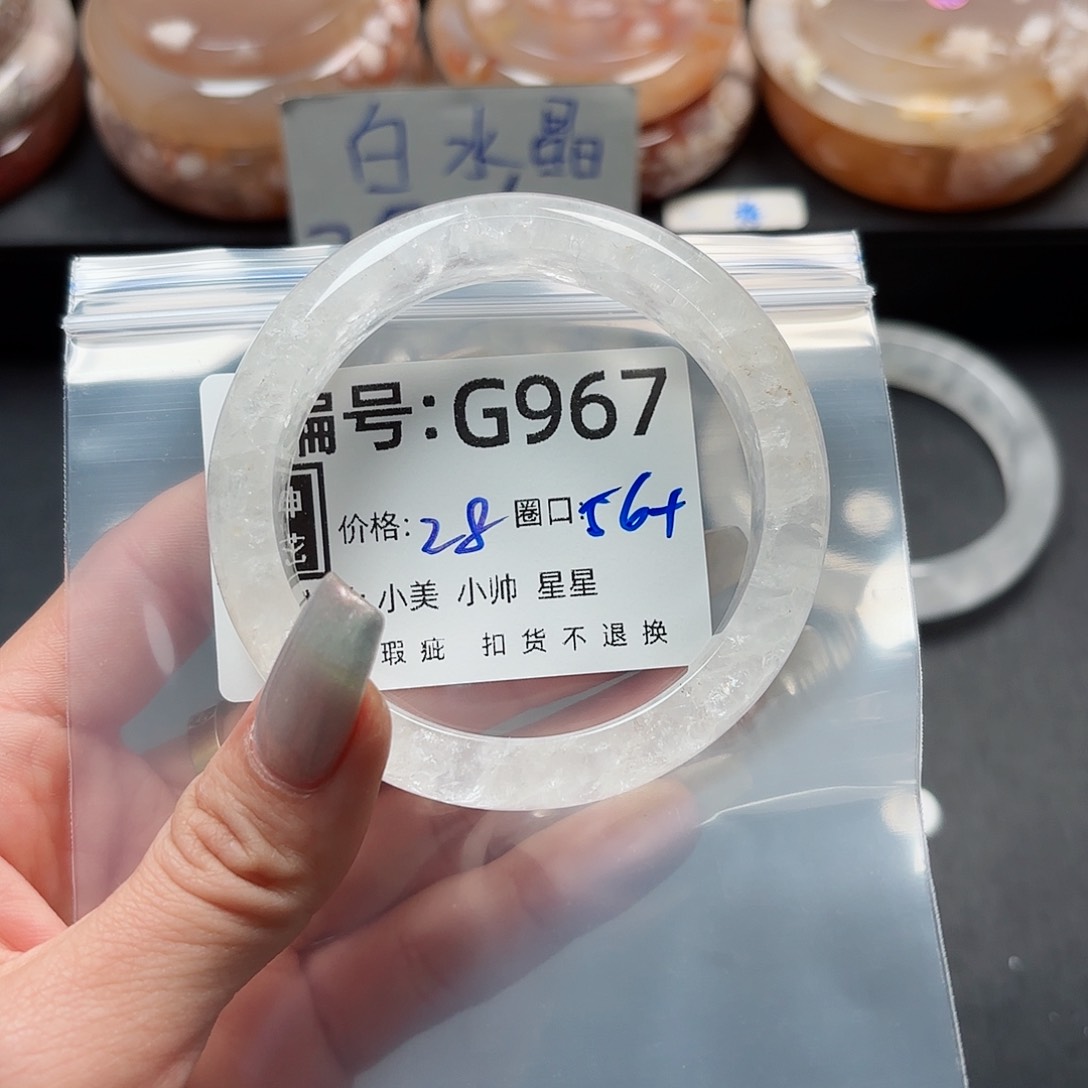 白水晶
编号:G967
价格:28 圈口:56+
小美 小帅 星星
瑕疵 扣货不退换